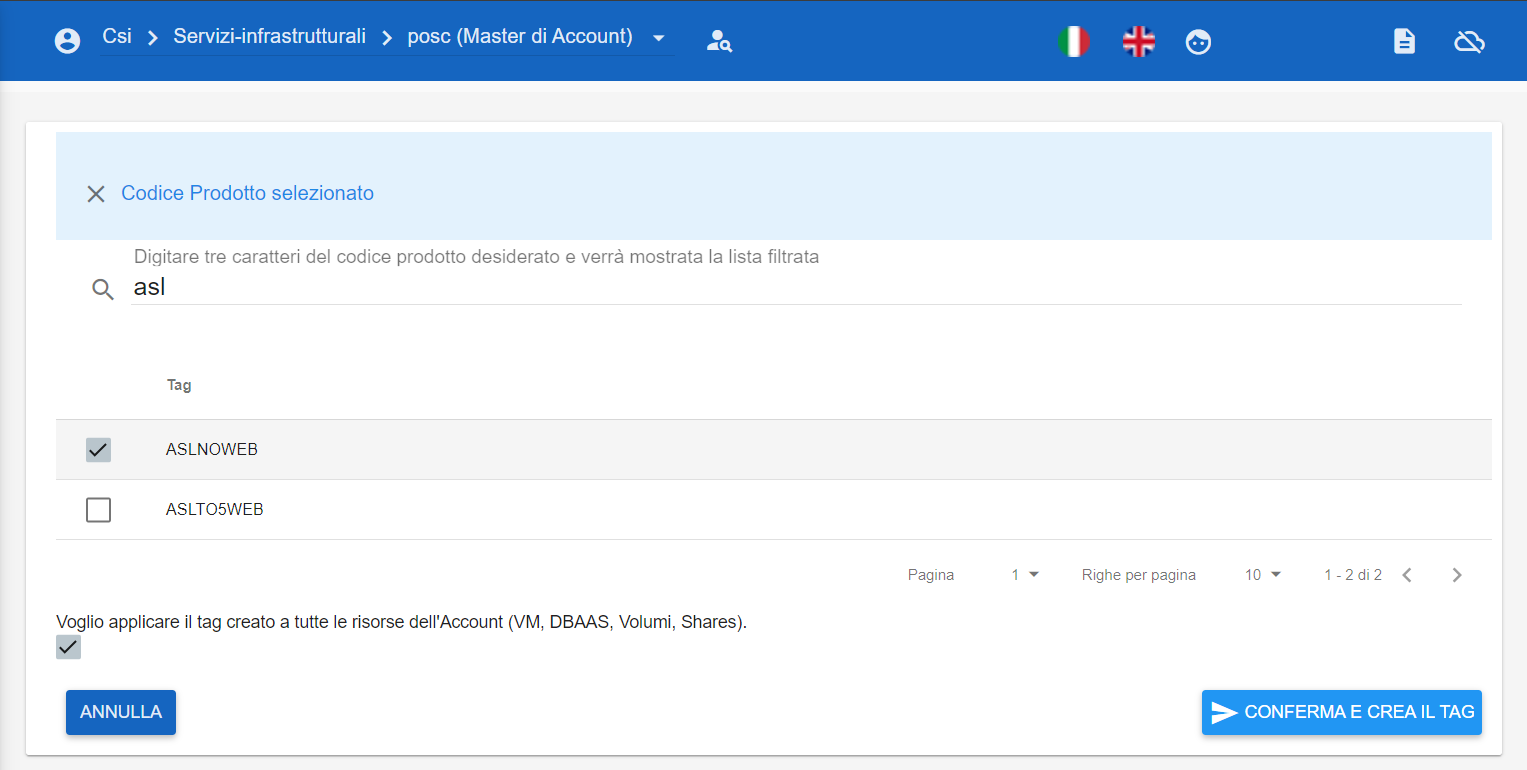 Csi Servizi-infrastrutturali posc (Master di Account)
Codice Prodotto selezionato
Digitare tre caratteri del codice prodotto desiderato e verrà mostrata la lista filtrata
asl
Tag
ASLNOWEB
ASLTO5WEB
Pagina 1 Righe per pagina 10 1 - 2 di 2
Voglio applicare il tag creato a tutte le risorse dell'Account (VM, DBAAS, Volumi, Shares).
ANNULLA CONFERMA E CREA IL TAG